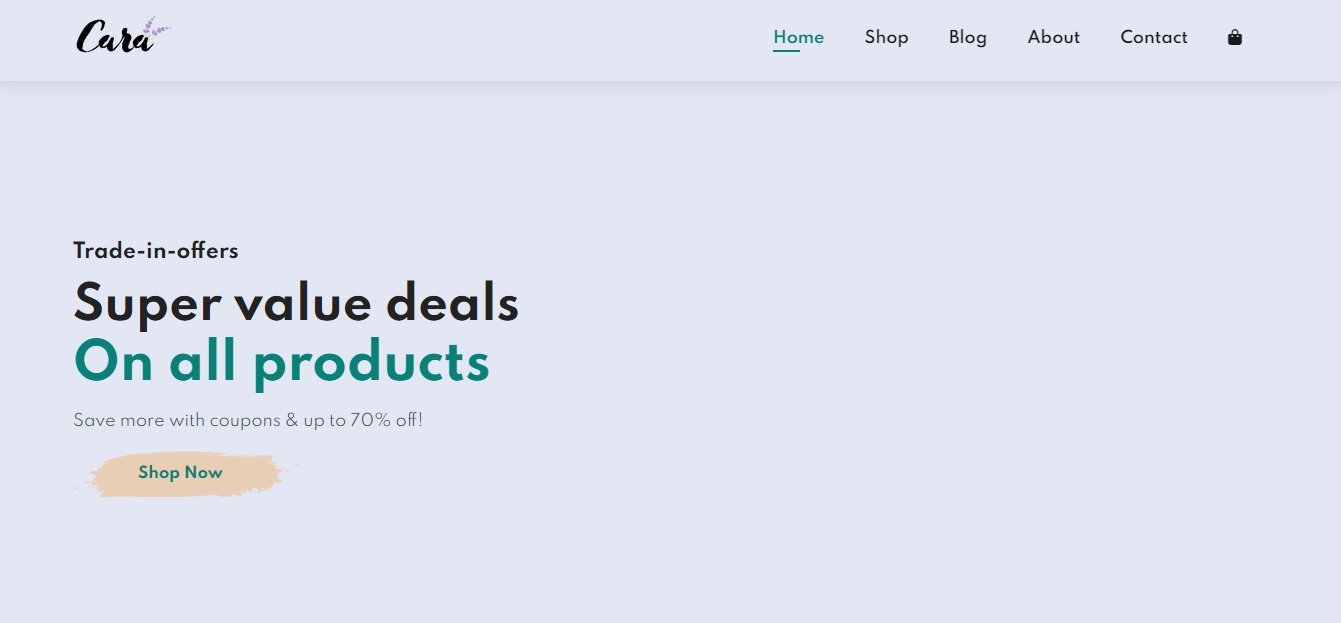 Cara
Home Shop Blog About Contact
Trade-in-offers
Super value deals
On all products
Save more with coupons & up to 70% off!
Shop Now